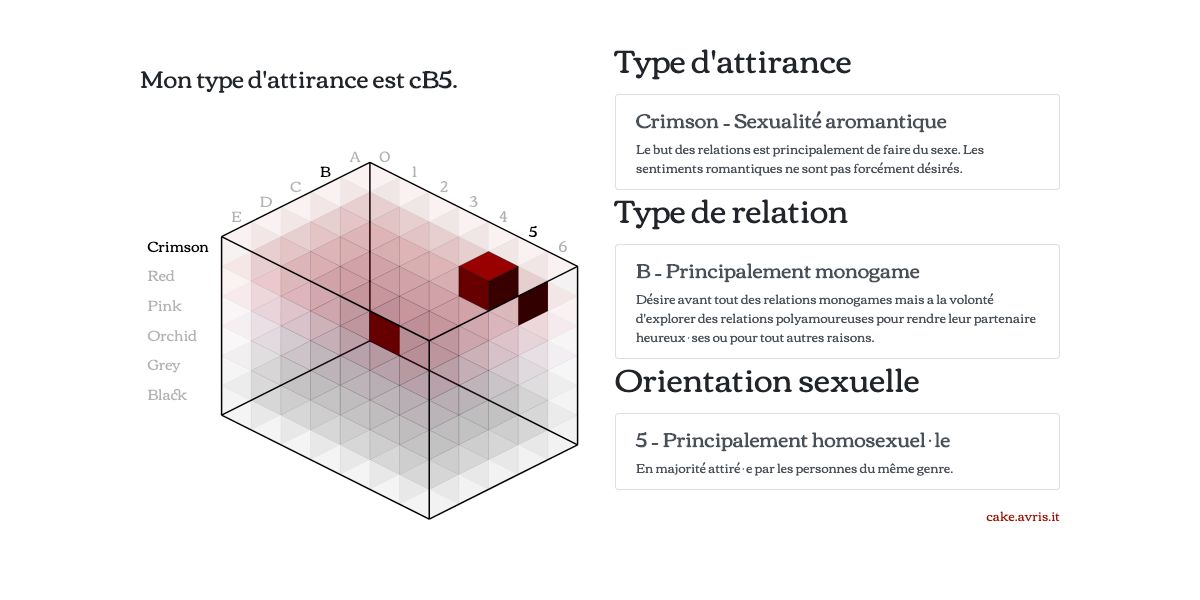 Mon type d'attirance est cB5.
A O
B 1
C 2
D 3
E 4
5
6
Crimson
Red
Pink
Orchid
Grey
Black
Type d'attirance
Crimson - Sexualité aromantique
Le but des relations est principalement de faire du sexe. Les
sentiments romantiques ne sont pas forcément désirés.
Type de relation
B - Principalement monogame
Désire avant tout des relations monogames mais a la volonté
d'explorer des relations polyamoureuses pour rendre leur partenaire
heureux·ses ou pour tout autres raisons.
Orientation sexuelle
5 - Principalement homosexuel·le
En majorité attiré·e par les personnes du même genre.
cake.avris.it